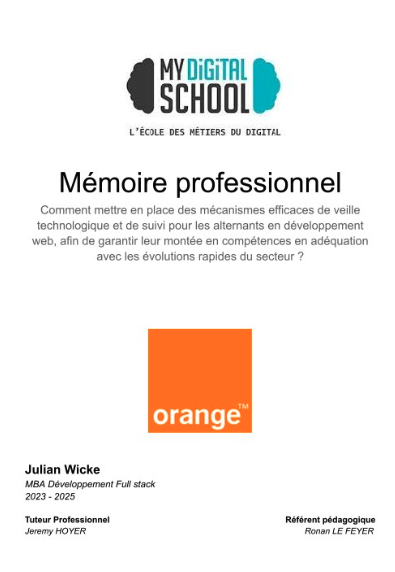 MY DiGiTAL
SCHOOL
L'ÉCOLE DES MÉTIERS DU DIGITAL
Mémoire professionnel
Comment mettre en place des mécanismes efficaces de veille
technologique et de suivi pour les alternants en développement
web, afin de garantir leur montée en compétences en adéquation
avec les évolutions rapides du secteur ?
orange™
Julian Wicke
MBA Développement Full stack
2023 - 2025
Tuteur Professionnel
Jeremy HOYER
Référent pédagogique
Ronan LE FEYER